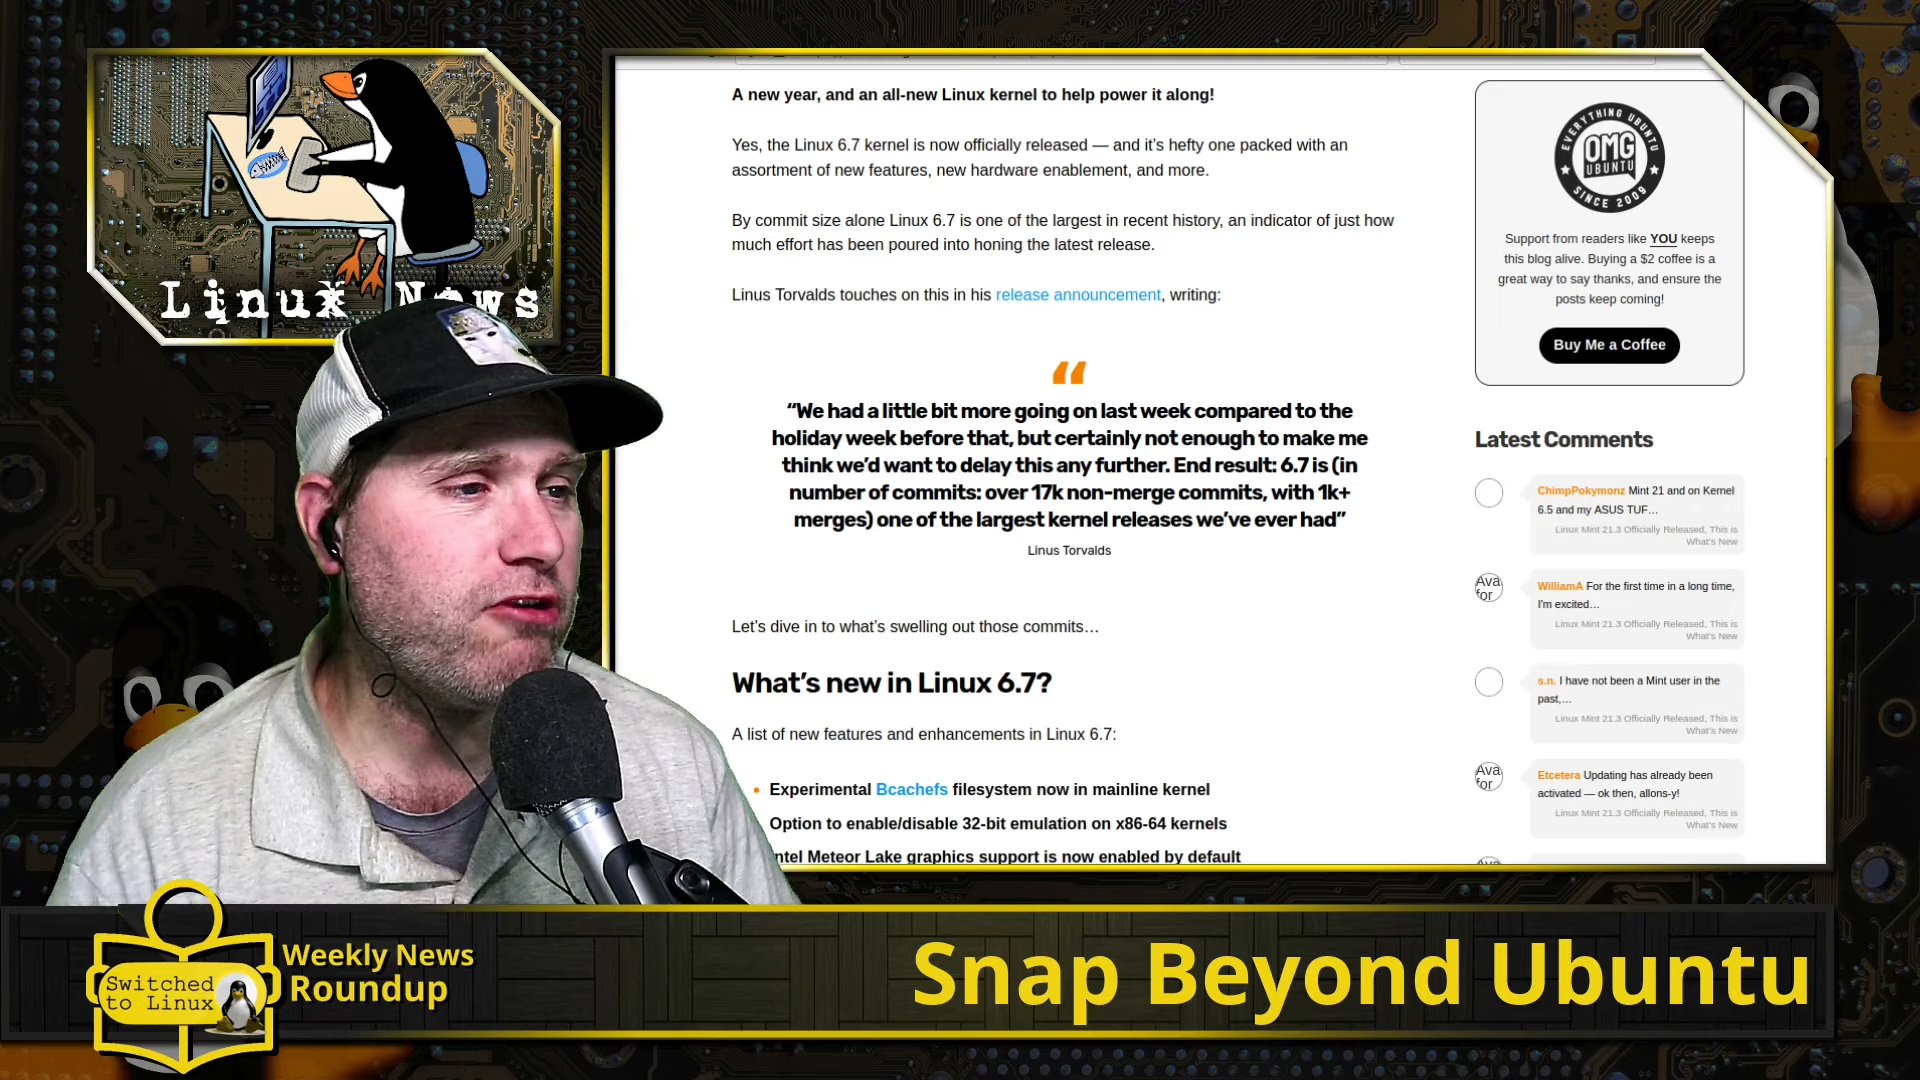 Linux News
A new year, and an all-new Linux kernel to help power it along!
Yes, the Linux 6.7 kernel is now officially released — and it's hefty one packed with an
assortment of new features, new hardware enablement, and more.
By commit size alone Linux 6.7 is one of the largest in recent history, an indicator of just how
much effort has been poured into honing the latest release.
Linus Torvalds touches on this in his release announcement, writing:
“
“We had a little bit more going on last week compared to the
holiday week before that, but certainly not enough to make me
think we’d want to delay this any further. End result: 6.7 is (in
number of commits: over 17k non-merge commits, with 1k+
merges) one of the largest kernel releases we’ve ever had”
Linus Torvalds
Let’s dive in to what’s swelling out those commits…
What’s new in Linux 6.7?
A list of new features and enhancements in Linux 6.7:
Experimental Bcachefs filesystem now in mainline kernel
Option to enable/disable 32-bit emulation on x86-64 kernels
ntel Meteor Lake graphics support is now enabled by default
EVERYTHING UBUNTU
OMG
UBUNTU
SINCE 2009
Support from readers like YOU keeps
this blog alive. Buying a $2 coffee is a
great way to say thanks, and ensure the
posts keep coming!
Buy Me a Coffee
Latest Comments
ChimpPokymonz Mint 21 and on Kernel
6.5 and my ASUS TUF…
Linux Mint 21.3 Officially Released, This is
What's New
Ava
for
WilliamA For the first time in a long time,
I'm excited…
Linux Mint 21.3 Officially Released, This is
What's New
s.n. I have not been a Mint user in the
past,…
Linux Mint 21.3 Officially Released, This is
What's New
Ava
for
Etcetera Updating has already been
activated — ok then, allons-y!
Linux Mint 21.3 Officially Released, This is
What's New
Switched
to Linux
Weekly News
Roundup
Snap Beyond Ubuntu